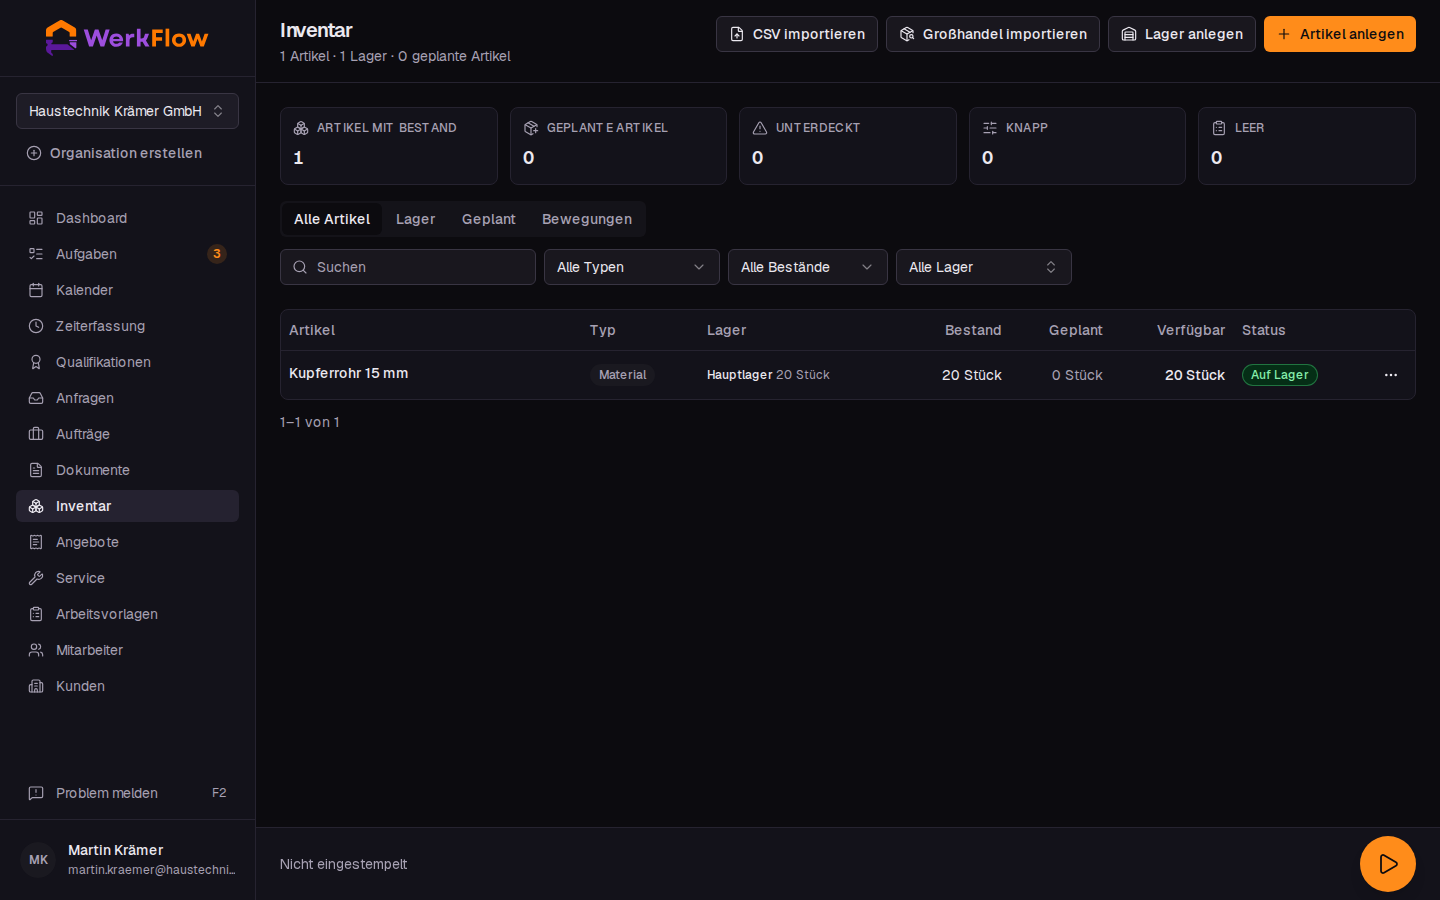 WerkFlow
Haustechnik Krämer GmbH
Organisation erstellen
Dashboard
Aufgaben 3
Kalender
Zeiterfassung
Qualifikationen
Anfragen
Aufträge
Dokumente
Inventar
Angebote
Service
Arbeitsvorlagen
Mitarbeiter
Kunden
Problem melden F2
MK
Martin Krämer
martin.kraemer@haustechni...
Inventar
1 Artikel · 1 Lager · 0 geplante Artikel
CSV importieren
Großhandel importieren
Lager anlegen
Artikel anlegen
ARTIKEL MIT BESTAND
1
GEPLANTE ARTIKEL
0
UNTERDECKT
0
KNAPP
0
LEER
0
Alle Artikel Lager Geplant Bewegungen
Suchen
Alle Typen
Alle Bestände
Alle Lager
Artikel Typ Lager Bestand Geplant Verfügbar Status
Kupferrohr 15 mm Material Hauptlager 20 Stück 20 Stück 0 Stück 20 Stück Auf Lager
1–1 von 1
Nicht eingestempelt